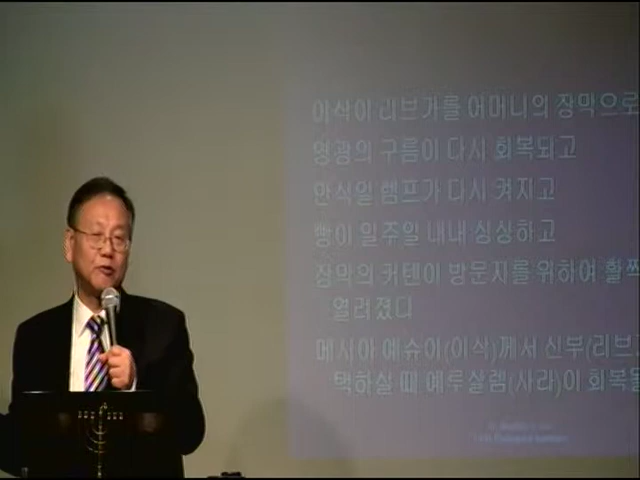 이삭이 리브가를 어머니의 장막으로
영광의 구름이 다시 회복되고
안식일 램프가 다시 켜지고
빵이 일주일 내내 싱싱하고
장막의 커텐이 방문자를 위하여 활짝
열려졌다
메시아 예슈아(이삭)께서 신부(리브
택하실 때 예루살렘(사라)이 회복될